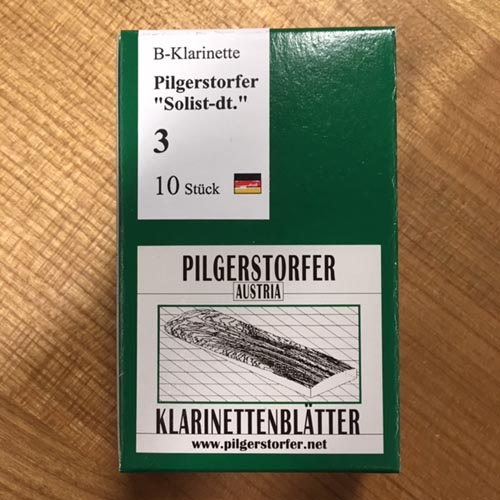 B-Klarinette
Pilgerstorfer
"Solist-dt."
3
10 Stück
PILGERSTORFER
AUSTRIA
KLARINETTENBLÄTTER
www.pilgerstorfer.net